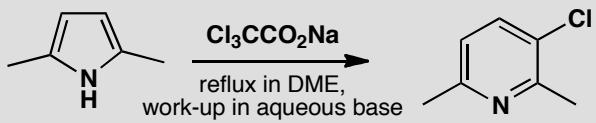 Cl₃CCO₂Na
Cl
N
H
reflux in DME,
work-up in aqueous base
N